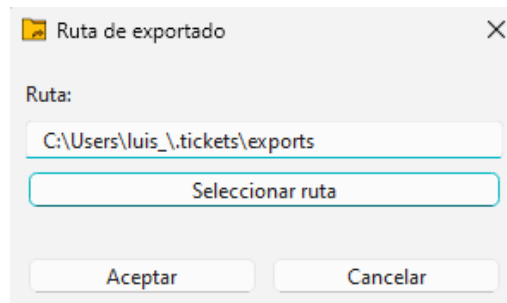 Ruta de exportado
Ruta:
C:\Users\luis_\.tickets\exports
Seleccionar ruta
Aceptar
Cancelar